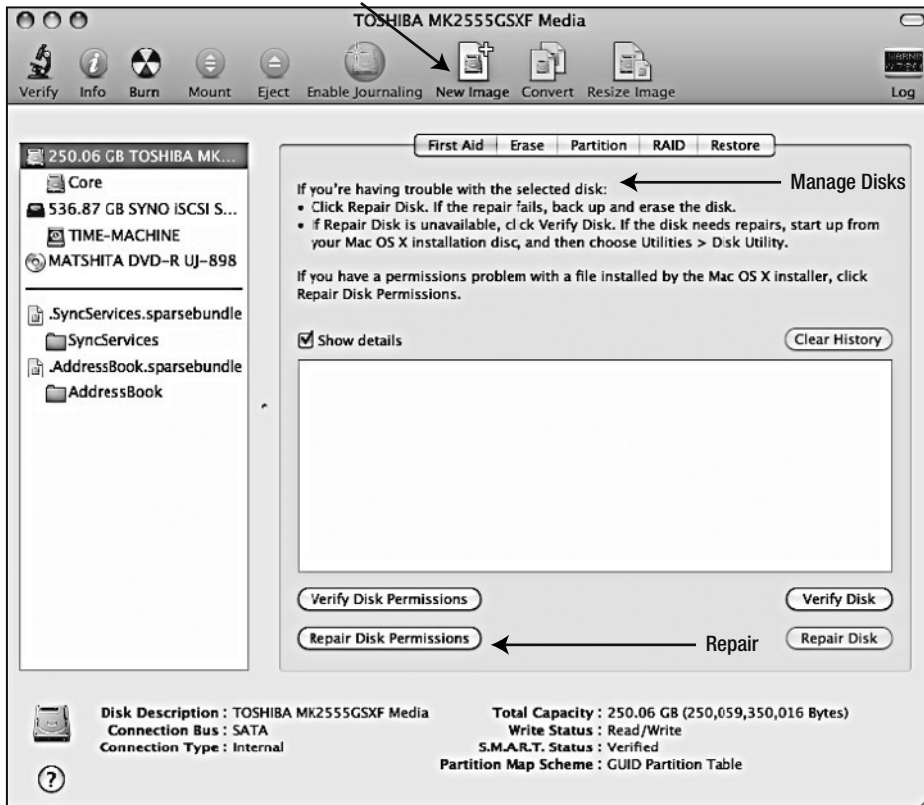 TOSHIBA MK2555GSXF Media
Verify Info Burn Mount Eject Enable Journaling New Image Convert Resize Image Log
First Aid Erase Partition RAID Restore
250.06 GB TOSHIBA MK...
Core
536.87 GB SYNO iSCSI S...
TIME-MACHINE
MATSHITA DVD-R UJ-898
.SyncServices.sparsebundle
SyncServices
.AddressBook.sparsebundle
AddressBook
If you're having trouble with the selected disk:
Manage Disks
• Click Repair Disk. If the repair fails, back up and erase the disk.
• If Repair Disk is unavailable, click Verify Disk. If the disk needs repairs, start up from
your Mac OS X installation disc, and then choose Utilities > Disk Utility.
If you have a permissions problem with a file installed by the Mac OS X installer, click
Repair Disk Permissions.
Show details
Clear History
Verify Disk Permissions
Verify Disk
Repair Disk Permissions
Repair
Repair Disk
Disk Description : TOSHIBA MK2555GSXF Media
Connection Bus : SATA
Connection Type : Internal
Total Capacity : 250.06 GB (250,059,350,016 Bytes)
Write Status : Read/Write
S.M.A.R.T. Status : Verified
Partition Map Scheme : GUID Partition Table
?